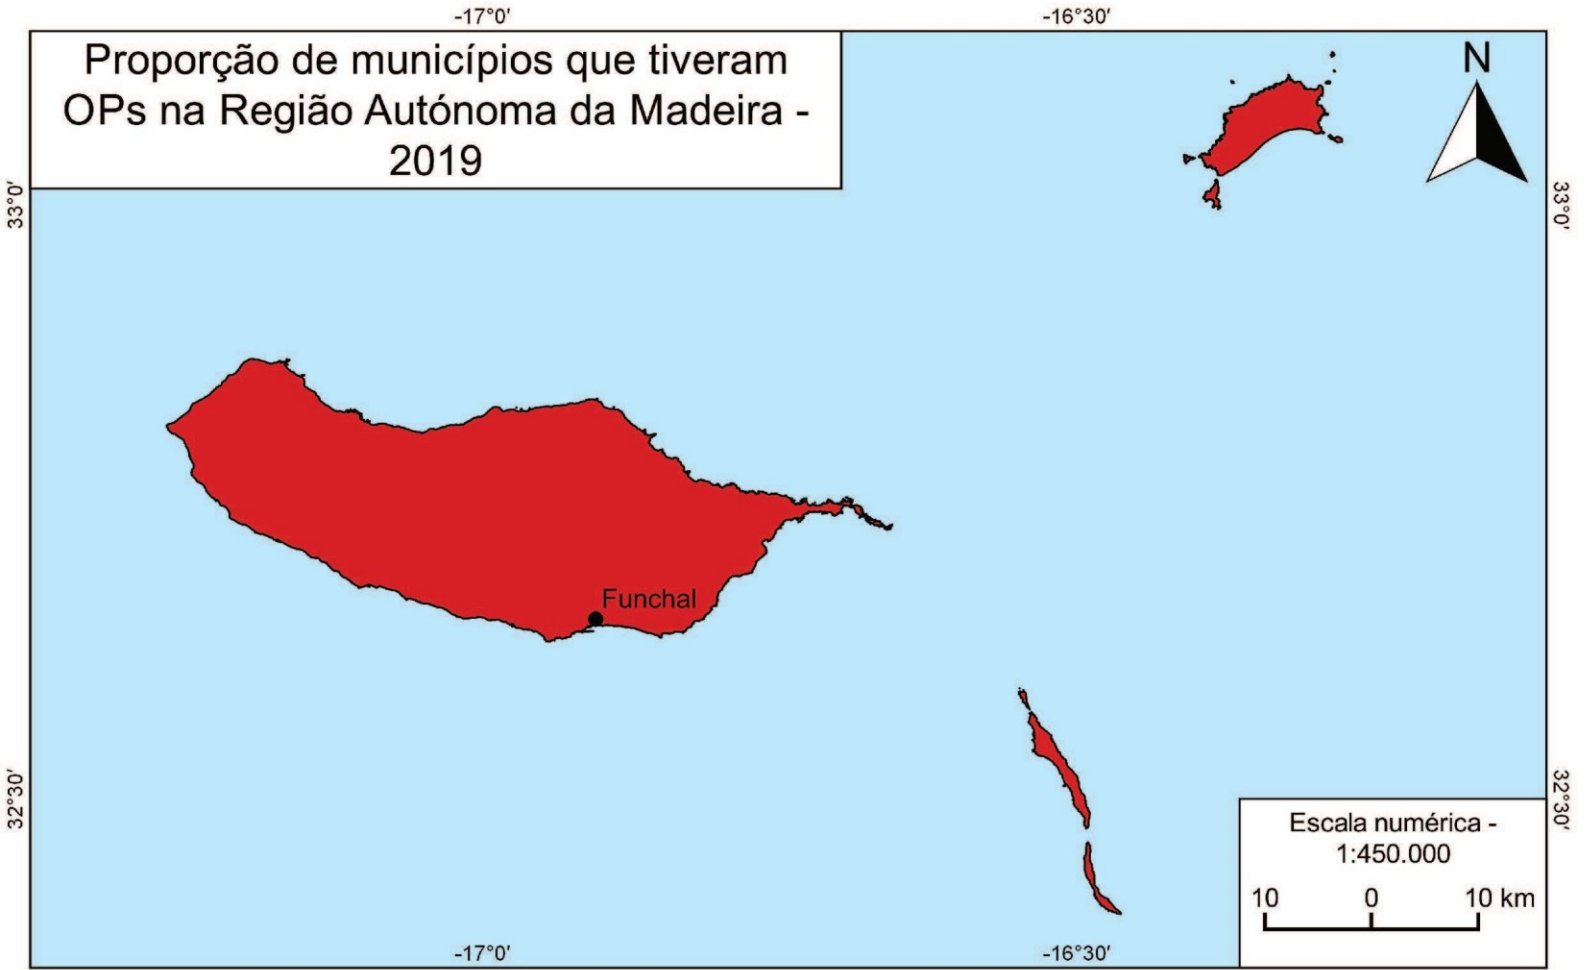 -17°0'
-16°30'
Proporção de municípios que tiveram
OPs na Região Autónoma da Madeira -
2019
N
33°0'
33°0'
Funchal
32°30'
32°30'
Escala numérica -
1:450.000
10 0 10 km
-17°0'
-16°30'